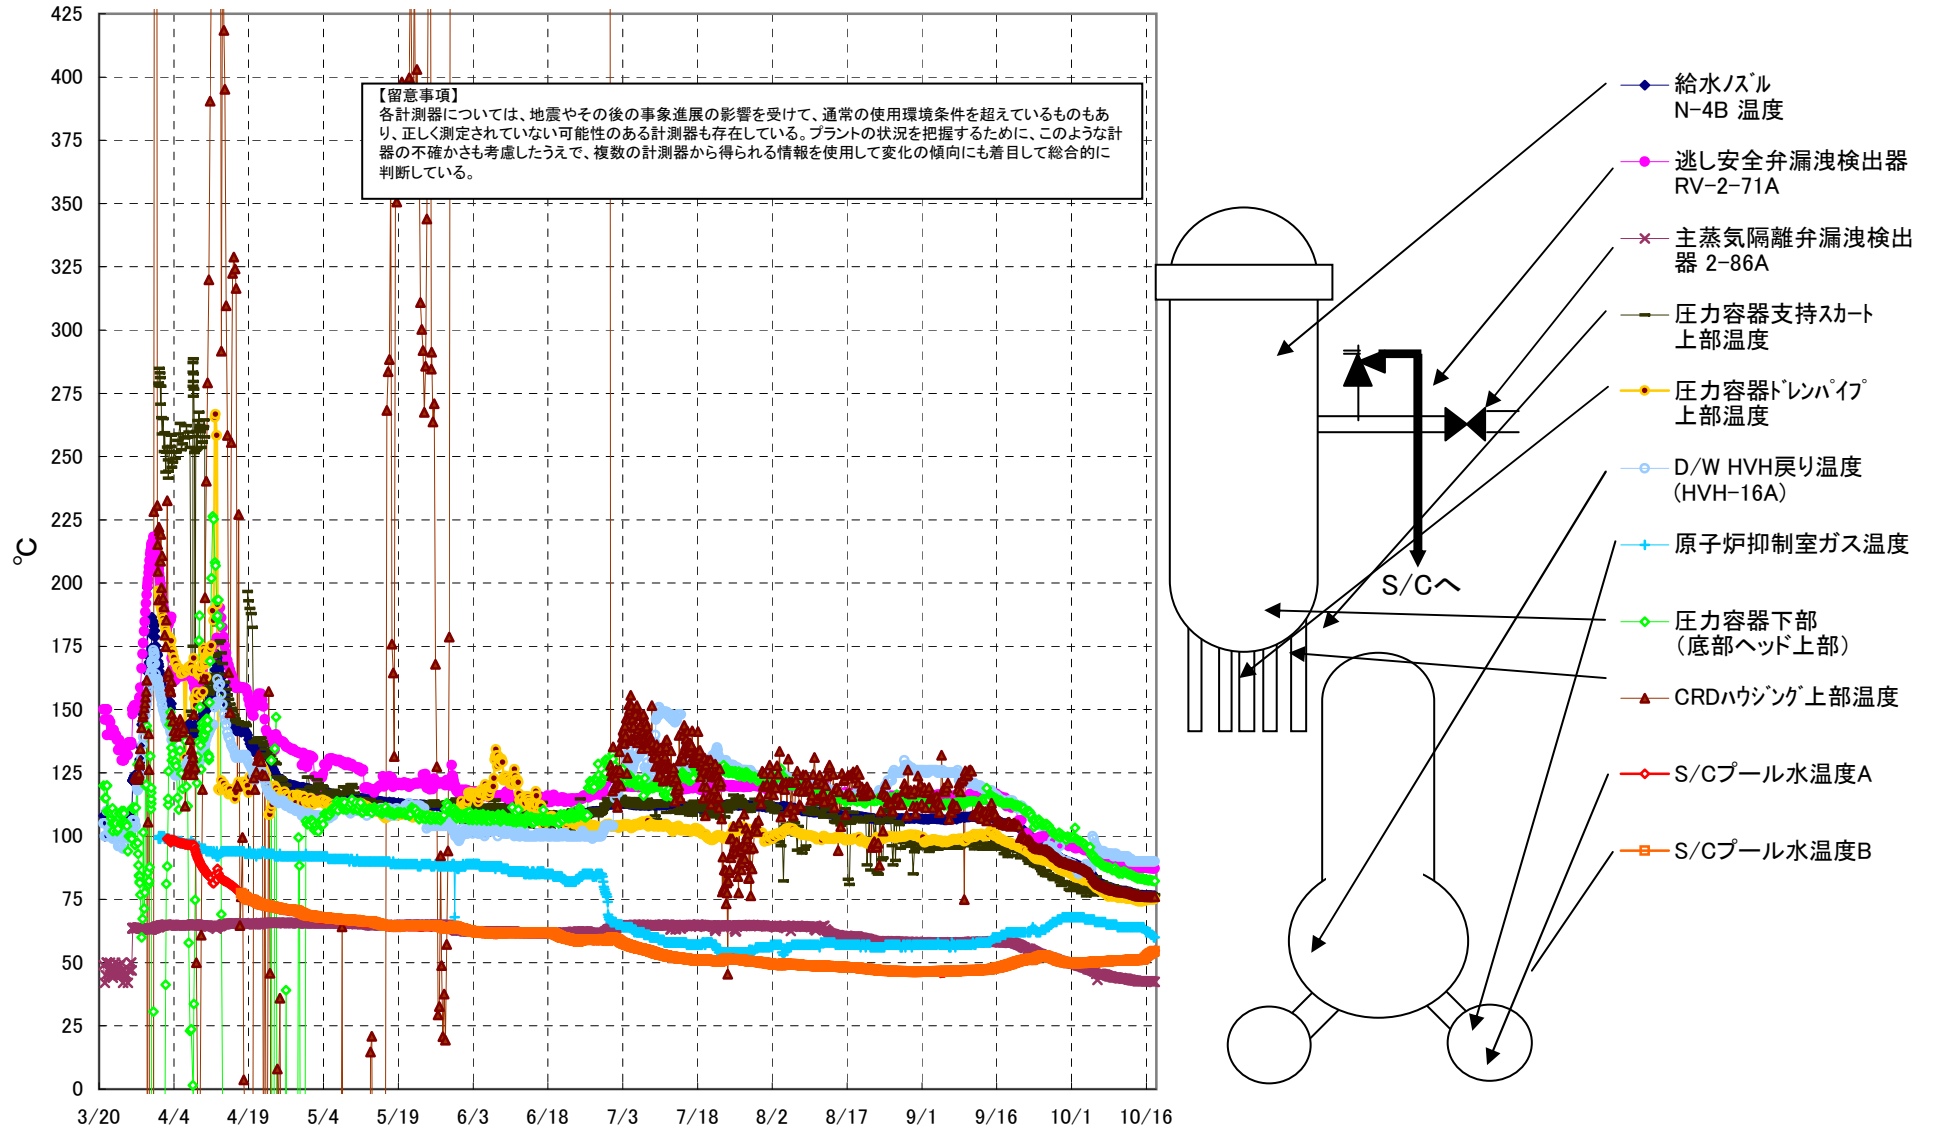 425
400
375
350
325
300
275
250
225
200
175
150
125
100
75
50
25
0
℃
3/20 4/4 4/19 5/4 5/19 6/3 6/18 7/3 7/18 8/2 8/17 9/1 9/16 10/1 10/16
【留意事項】
各計測器については、地震やその後の事象進展の影響を受けて、通常の使用環境条件を超えているものもあ
り、正しく測定されていない可能性のある計測器も存在している。プラントの状況を把握するために、このような計
器の不確かさも考慮したうえで、複数の計測器から得られる情報を使用して変化の傾向にも着目して総合的に
判断している。
S/Cへ
給水ノズル
N-4B 温度
逃し安全弁漏洩検出器
RV-2-71A
主蒸気隔離弁漏洩検出
器 2-86A
圧力容器支持スカート
上部温度
圧力容器ドレンパイプ
上部温度
D/W HVH戻り温度
(HVH-16A)
原子炉抑制室ガス温度
圧力容器下部
(底部ヘッド上部)
CRDハウジング上部温度
S/Cプール水温度A
S/Cプール水温度B